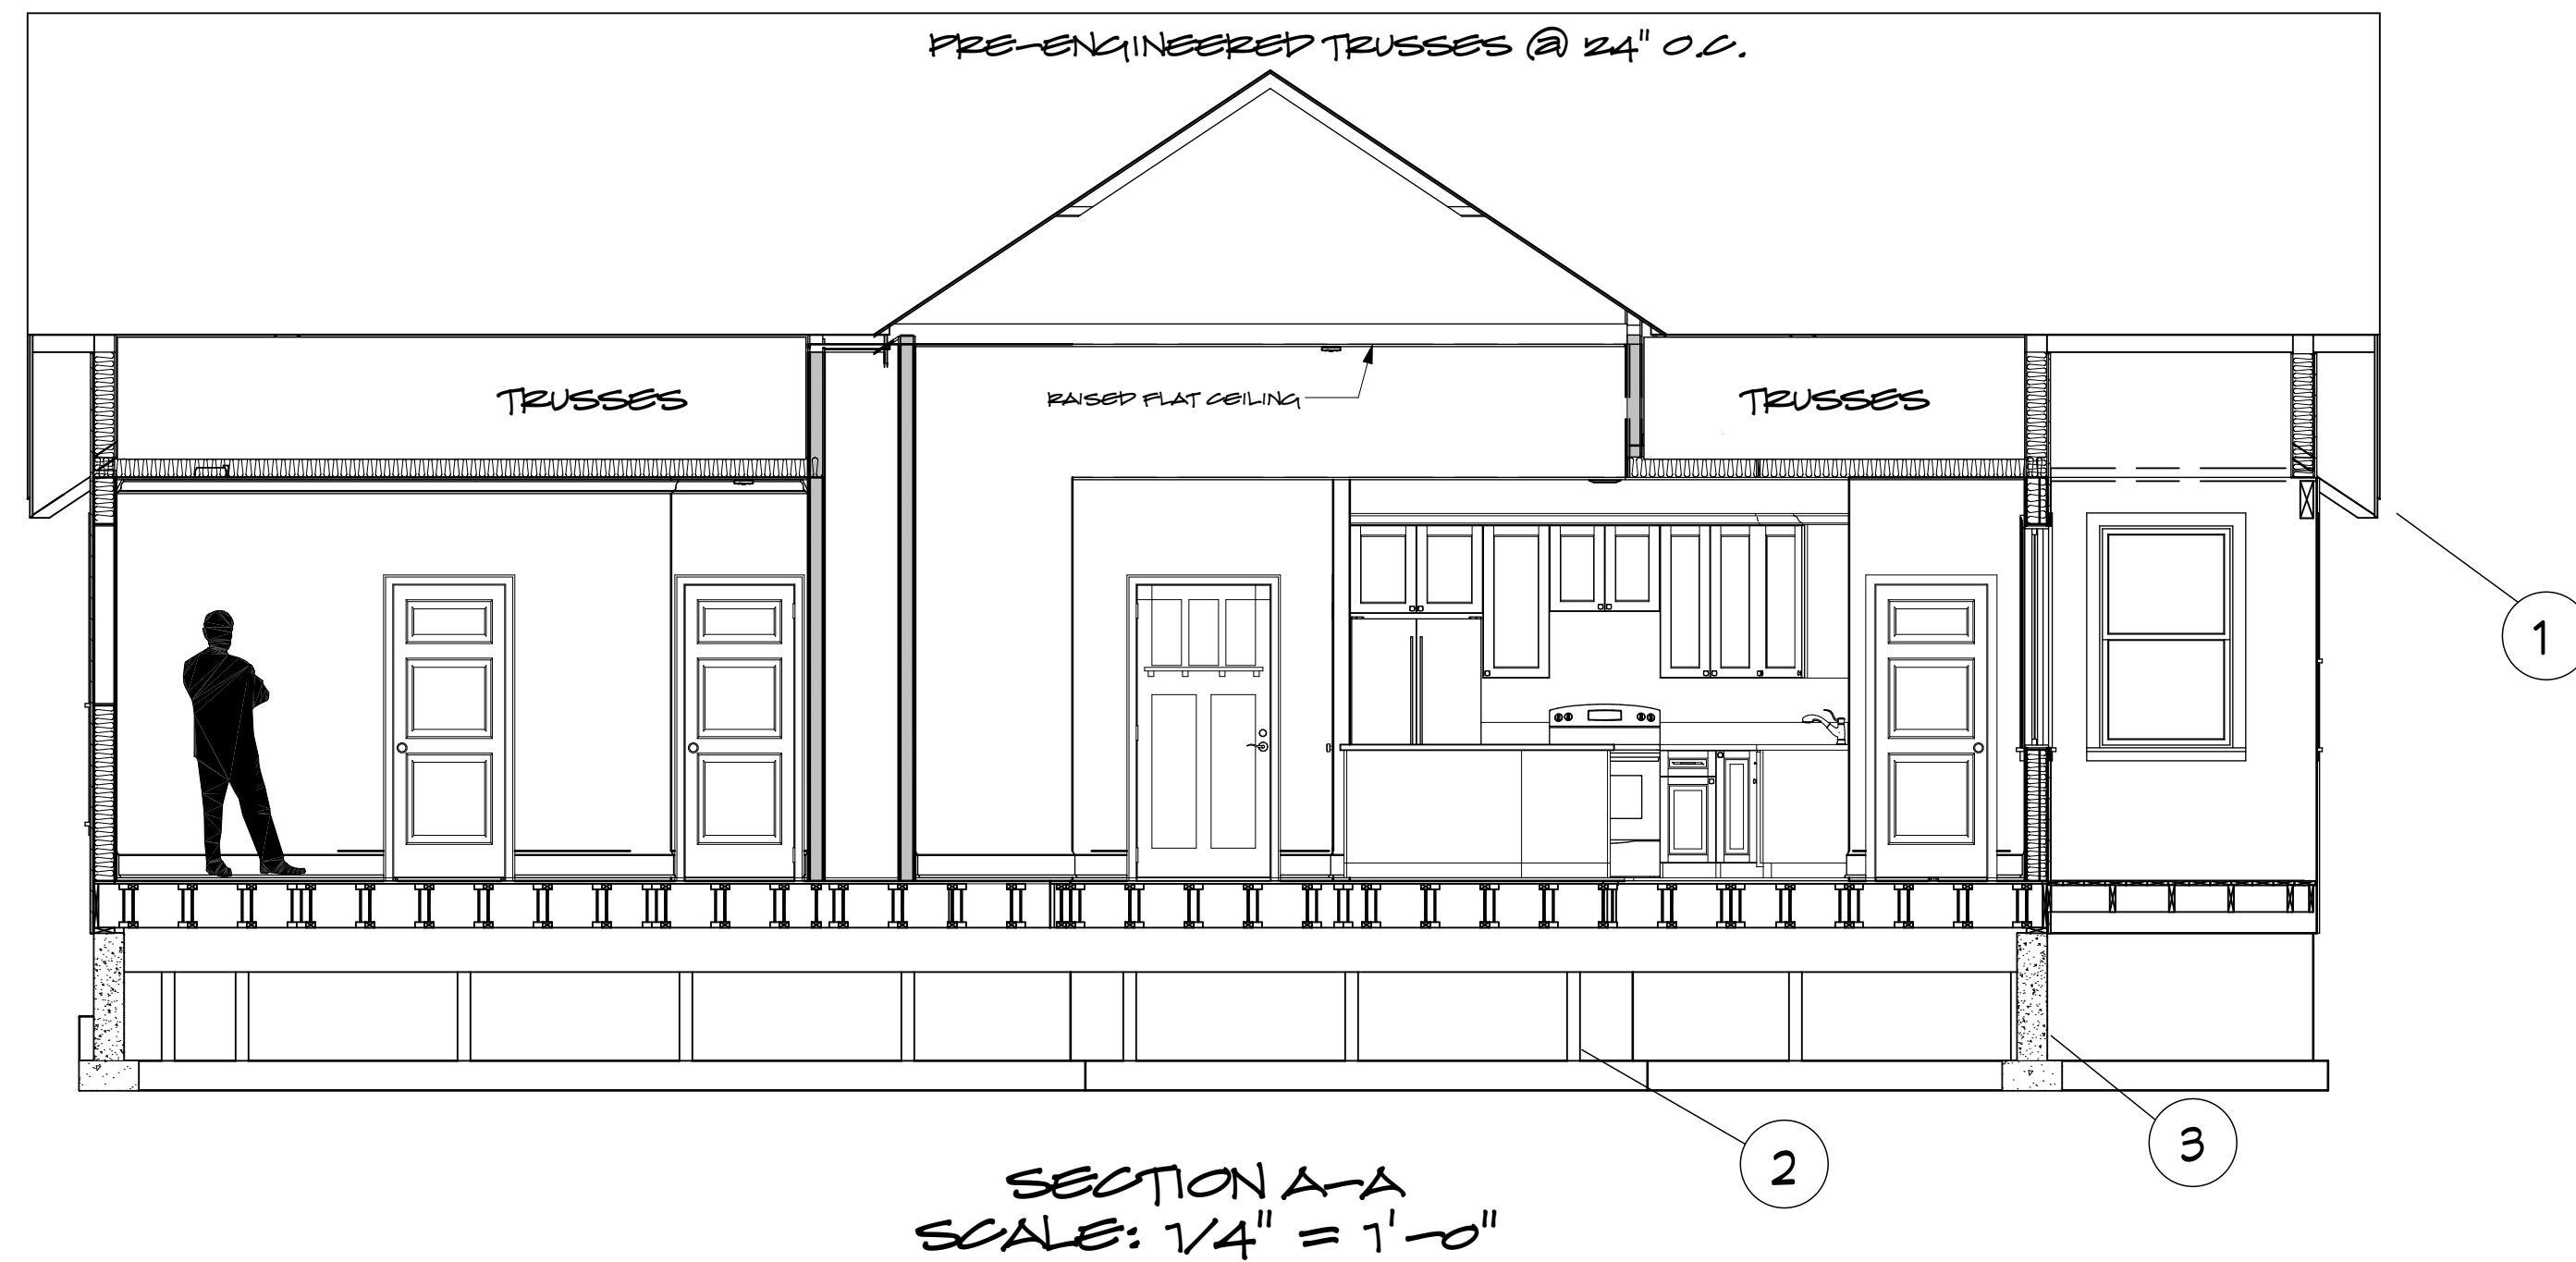 PRE-ENGINEERED TRUSSES @ 24" O.C.
TRUSSES
RAISED FLAT CEILING
TRUSSES
1
2
3
SECTION A-A
SCALE: 1/4" = 1'-0"